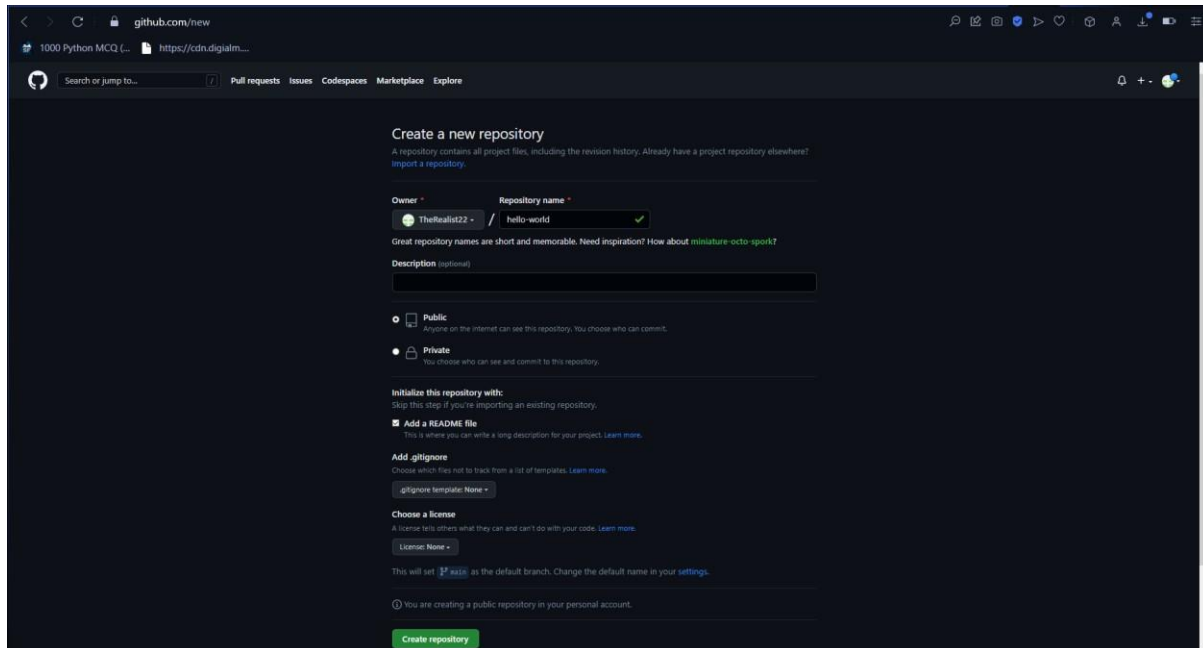 github.com/new
1000 Python MCQ (...
https://cdn.digialm....
Search or jump to...
/
Pull requests Issues Codespaces Marketplace Explore
Create a new repository
A repository contains all project files, including the revision history. Already have a project repository elsewhere?
Import a repository.
Owner *
Repository name *
TheRealist22
/
hello-world
Great repository names are short and memorable. Need inspiration? How about miniature-octo-spork?
Description (optional)
Public
Anyone on the internet can see this repository. You choose who can commit.
Private
You choose who can see and commit to this repository.
Initialize this repository with:
Skip this step if you're importing an existing repository.
Add a README file
This is where you can write a long description for your project. Learn more.
Add .gitignore
Choose which files not to track from a list of templates. Learn more.
.gitignore template: None
Choose a license
A license tells others what they can and can't do with your code. Learn more.
License: None
This will set main as the default branch. Change the default name in your settings.
You are creating a public repository in your personal account.
Create repository